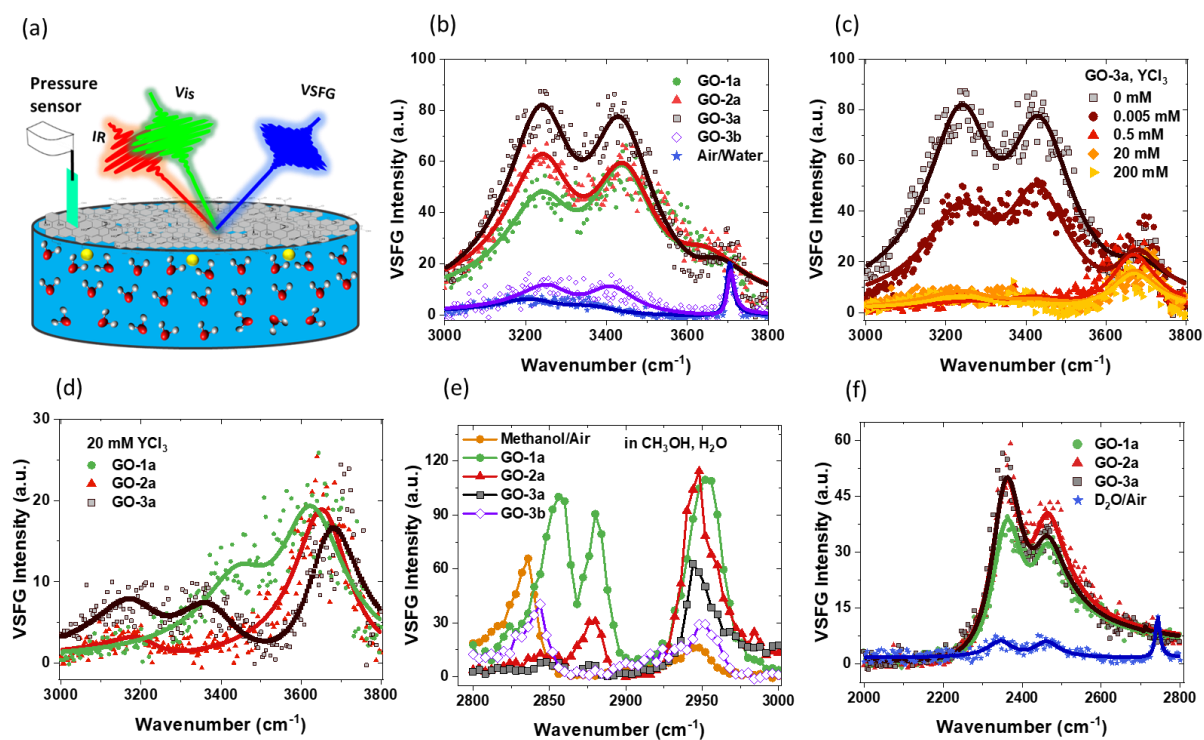 (a)
Pressure
sensor
IR
Vis
VSFG
(b)
100
80
60
40
20
0
VSFG Intensity (a.u.)
GO-1a
GO-2a
GO-3a
GO-3b
Air/Water
3000 3200 3400 3600 3800
Wavenumber (cm⁻¹)
(c)
100
80
60
40
20
0
VSFG Intensity (a.u.)
GO-3a, YCl₃
0 mM
0.005 mM
0.5 mM
20 mM
200 mM
3000 3200 3400 3600 3800
Wavenumber (cm⁻¹)
(d)
30
20
10
0
VSFG Intensity (a.u.)
20 mM YCl₃
GO-1a
GO-2a
GO-3a
3000 3200 3400 3600 3800
Wavenumber (cm⁻¹)
(e)
120
90
60
30
0
VSFG Intensity (a.u.)
Methanol/Air
GO-1a
GO-2a
GO-3a
GO-3b
in CH₃OH, H₂O
2800 2850 2900 2950 3000
Wavenumber (cm⁻¹)
(f)
60
45
30
15
0
VSFG Intensity (a.u.)
GO-1a
GO-2a
GO-3a
D₂O/Air
2000 2200 2400 2600 2800
Wavenumber (cm⁻¹)